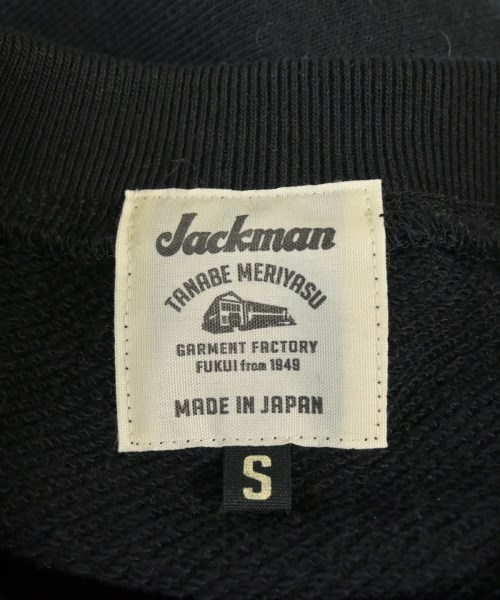 Jackman
TANABE MERIYASU
GARMENT FACTORY
FUKUI from 1949
MADE IN JAPAN
S